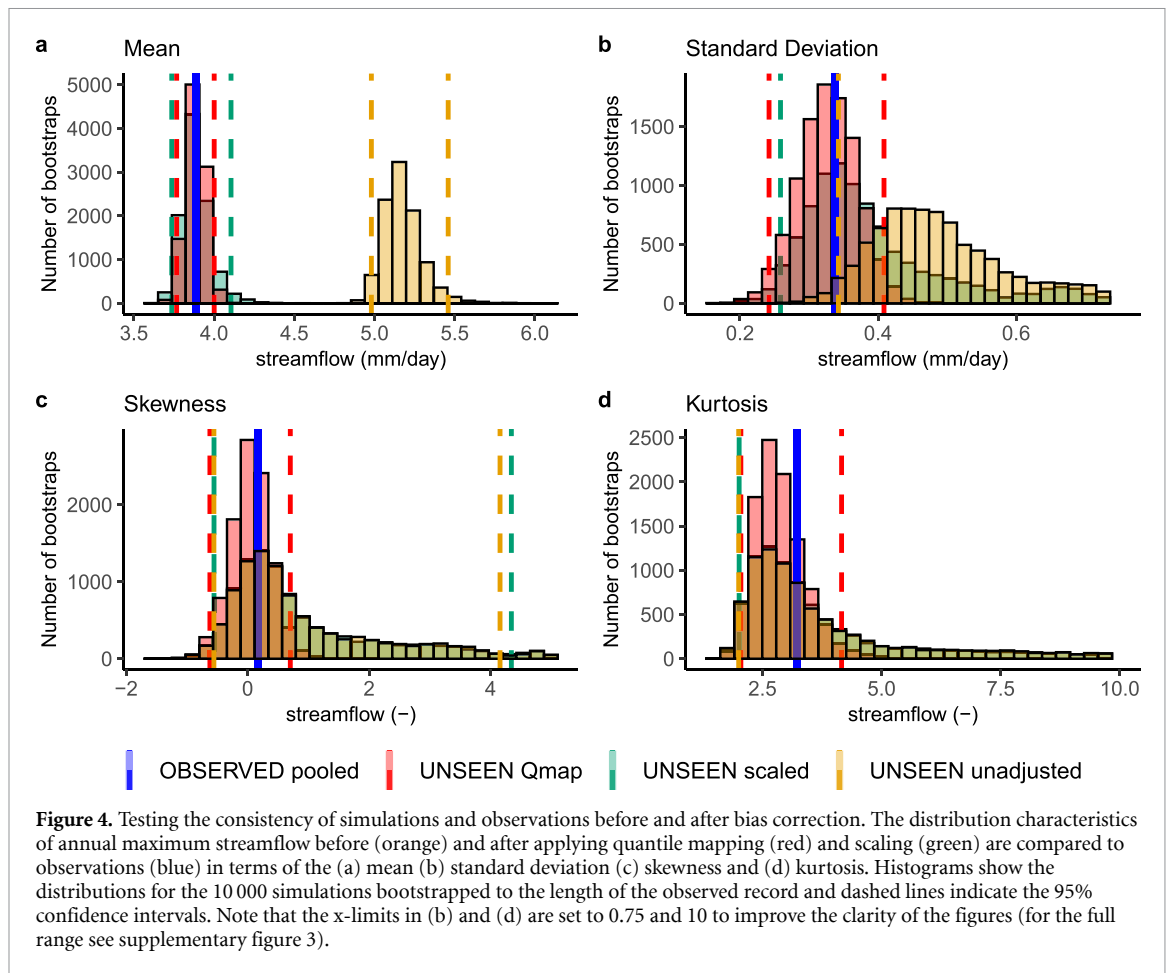 a Mean
Number of bootstraps
5000
4000
3000
2000
1000
0
3.5 4.0 4.5 5.0 5.5 6.0
streamflow (mm/day)
b Standard Deviation
Number of bootstraps
1500
1000
500
0
0.2 0.4 0.6
streamflow (mm/day)
c Skewness
Number of bootstraps
2000
1000
0
−2 0 2 4
streamflow (−)
d Kurtosis
Number of bootstraps
2500
2000
1500
1000
500
0
2.5 5.0 7.5 10.0
streamflow (−)
OBSERVED pooled UNSEEN Qmap UNSEEN scaled UNSEEN unadjusted
Figure 4. Testing the consistency of simulations and observations before and after bias correction. The distribution characteristics
of annual maximum streamflow before (orange) and after applying quantile mapping (red) and scaling (green) are compared to
observations (blue) in terms of the (a) mean (b) standard deviation (c) skewness and (d) kurtosis. Histograms show the
distributions for the 10 000 simulations bootstrapped to the length of the observed record and dashed lines indicate the 95%
confidence intervals. Note that the x-limits in (b) and (d) are set to 0.75 and 10 to improve the clarity of the figures (for the full
range see supplementary figure 3).